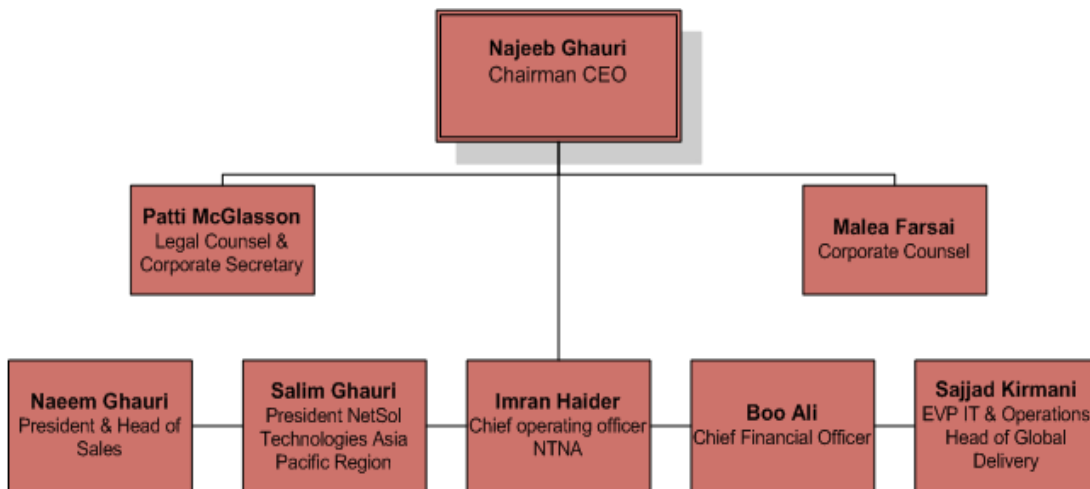 Najeeb Ghauri
Chairman CEO
Patti McGlasson
Legal Counsel &
Corporate Secretary
Malea Farsai
Corporate Counsel
Naeem Ghauri
President & Head of
Sales
Salim Ghauri
President NetSol
Technologies Asia
Pacific Region
Imran Haider
Chief operating officer
NTNA
Boo Ali
Chief Financial Officer
Sajjad Kirmani
EVP IT & Operations
Head of Global
Delivery